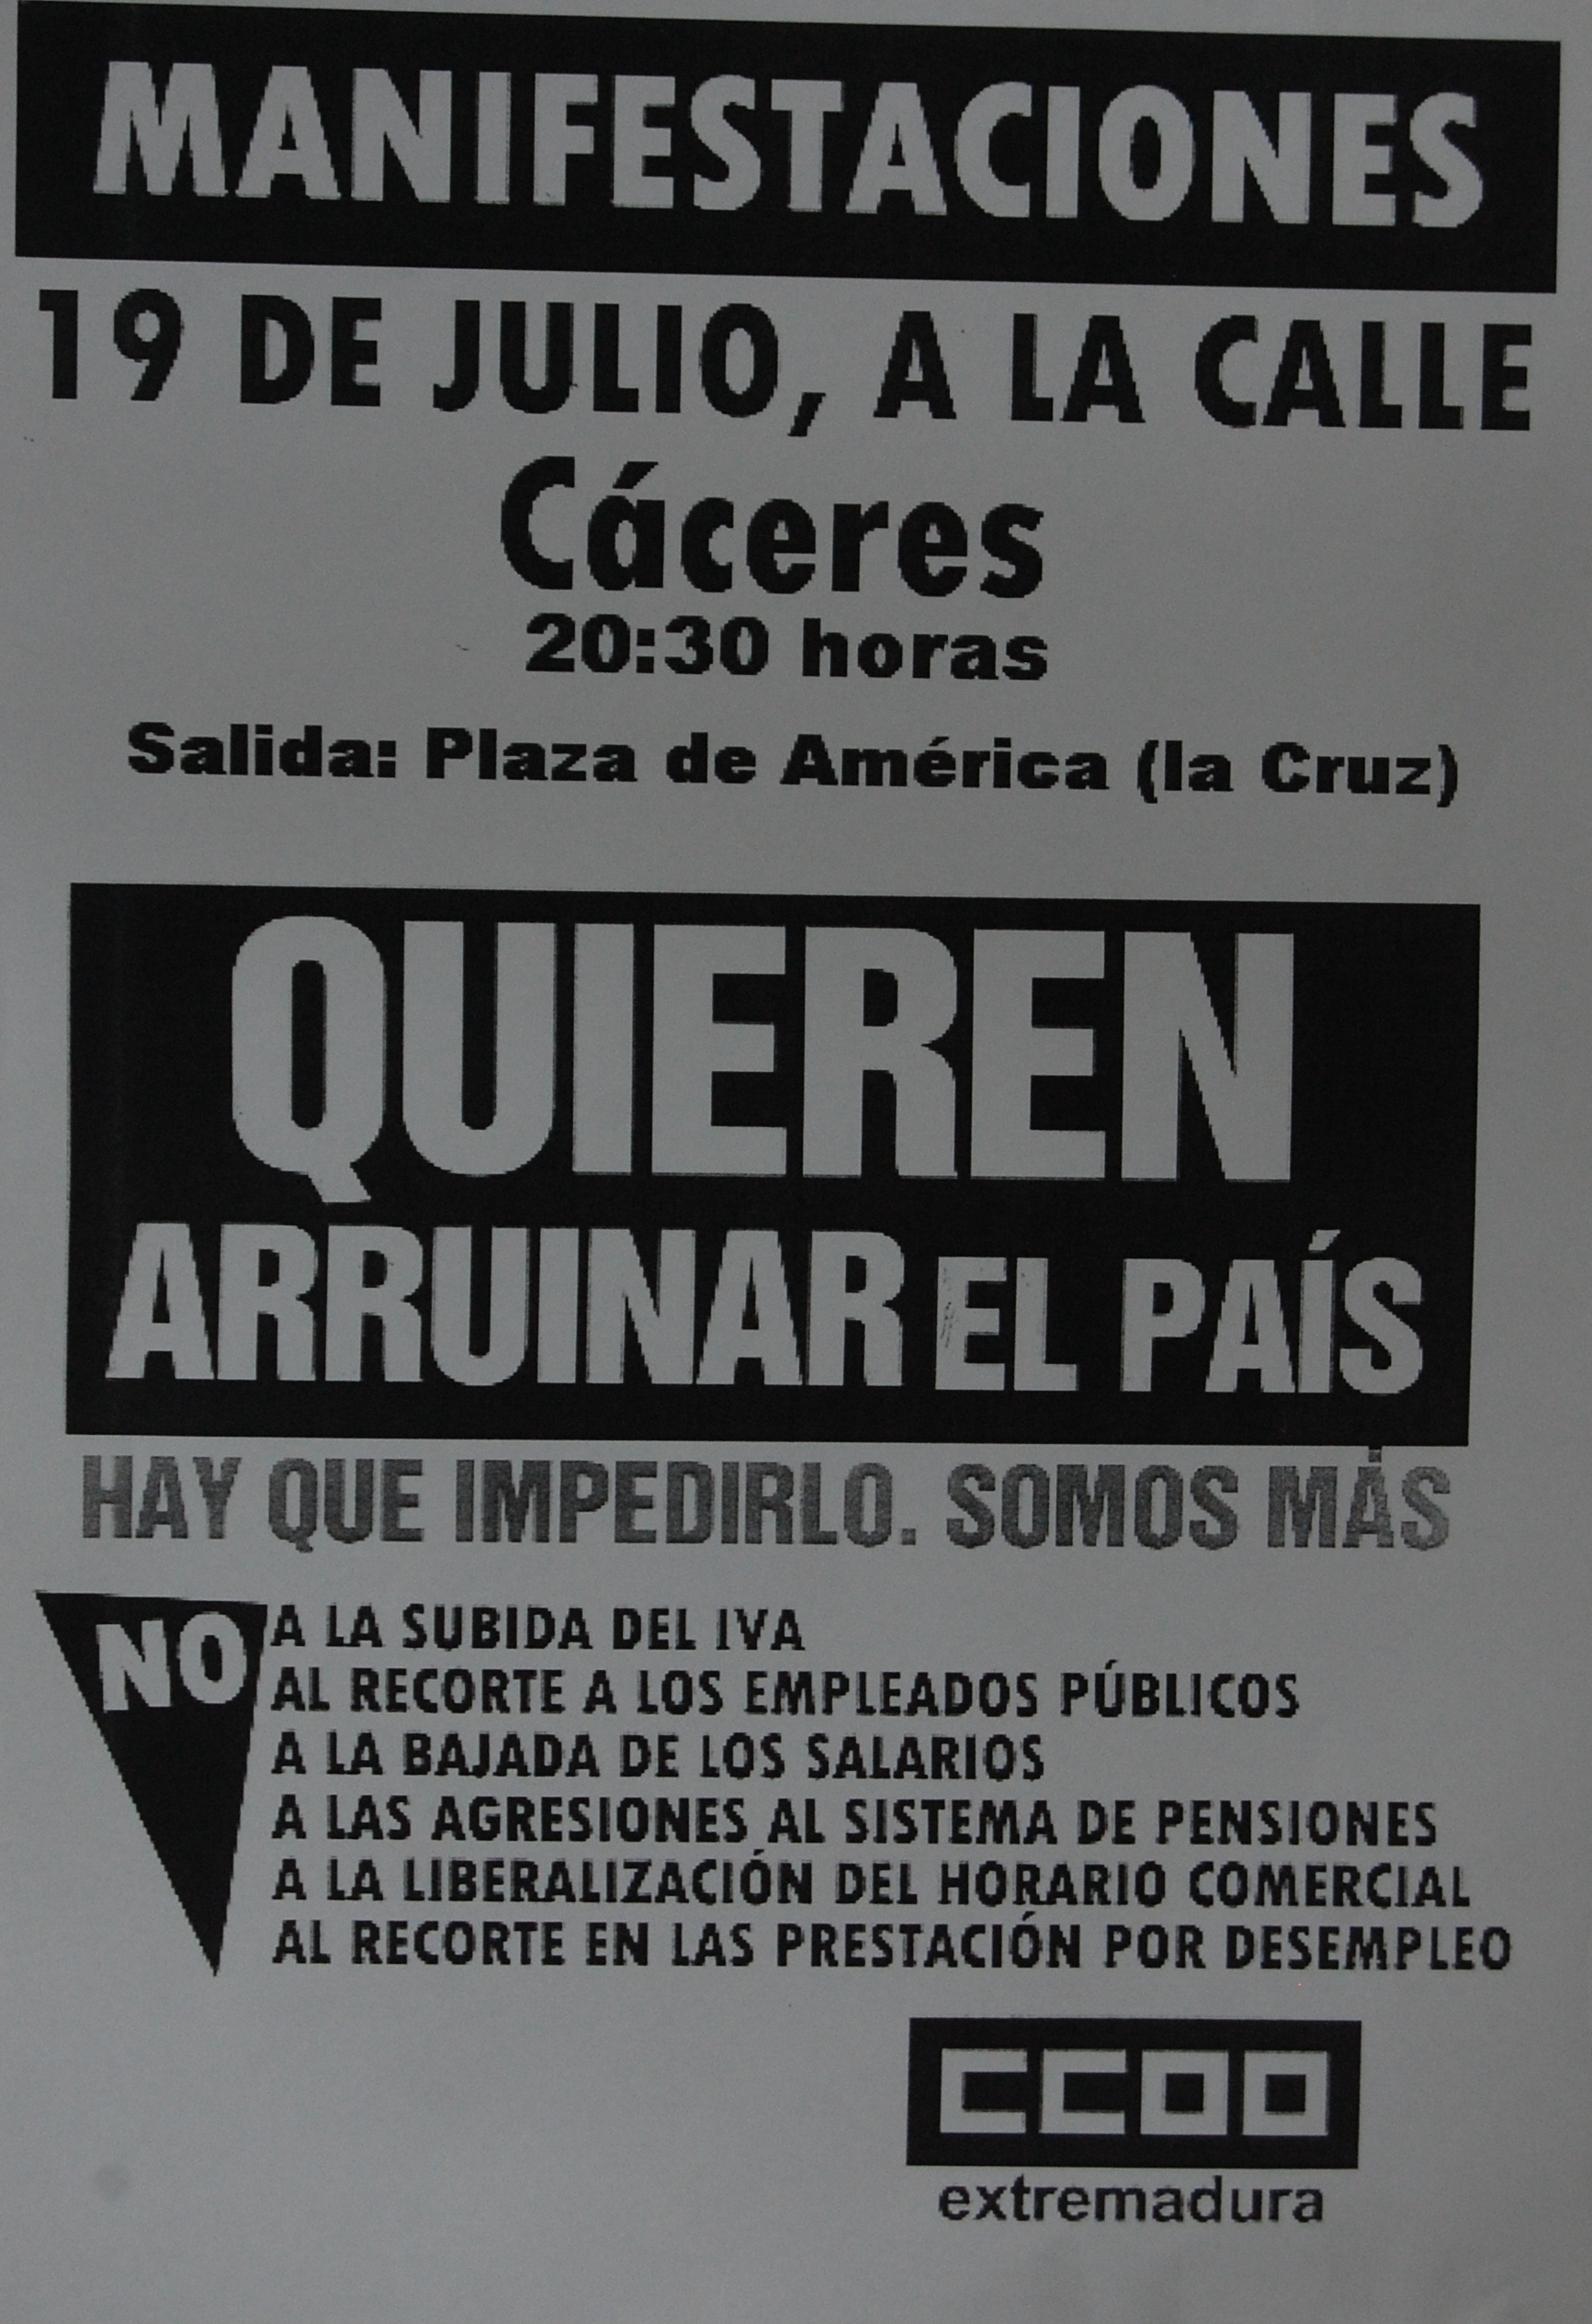 MANIFESTACIONES
19 DE JULIO, A LA CALLE
Cáceres
20:30 horas
Salida: Plaza de América (la Cruz)
QUIEREN
ARRUINAR EL PAÍS
HAY QUE IMPEDIRLO. SOMOS MÁS
NO A LA SUBIDA DEL IVA
AL RECORTE A LOS EMPLEADOS PÚBLICOS
A LA BAJADA DE LOS SALARIOS
A LAS AGRESIONES AL SISTEMA DE PENSIONES
A LA LIBERALIZACIÓN DEL HORARIO COMERCIAL
AL RECORTE EN LAS PRESTACIÓN POR DESEMPLEO
CCOO
extremadura